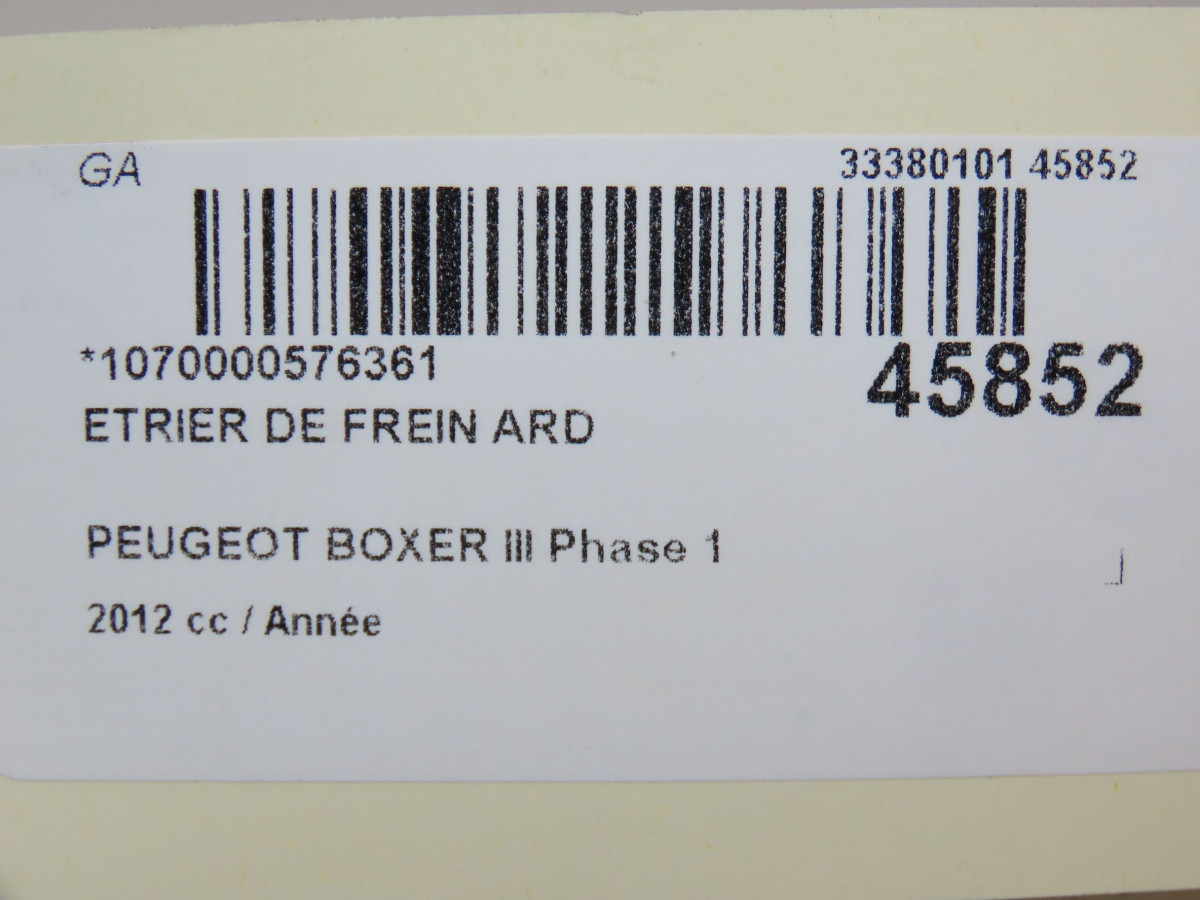 GA
33380101 45852
*1070000576361
45852
ETRIER DE FREIN ARD
PEUGEOT BOXER III Phase 1
2012 cc / Année